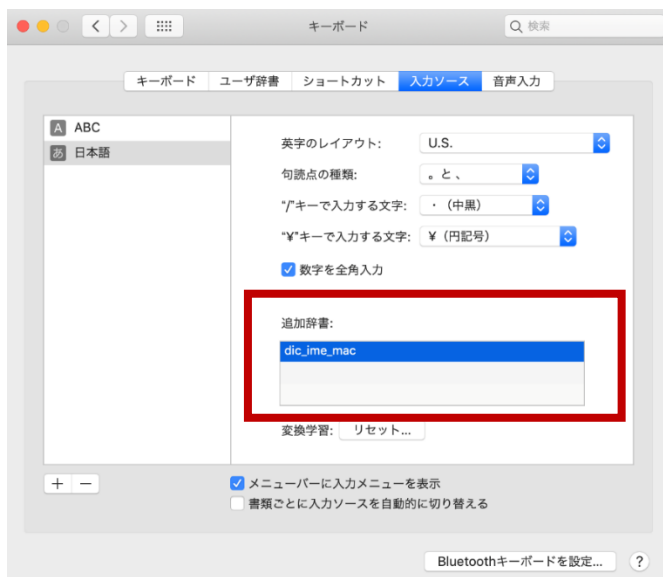 キーボード
検索
キーボード ユーザ辞書 ショートカット 入力ソース 音声入力
A ABC
あ 日本語
英字のレイアウト: U.S.
句読点の種類: 。と、
"/"キーで入力する文字: ・（中黒）
"¥"キーで入力する文字: ¥（円記号）
数字を全角入力
追加辞書:
dic_ime_mac
変換学習: リセット...
+ −
メニューバーに入力メニューを表示
書類ごとに入力ソースを自動的に切り替える
Bluetoothキーボードを設定... ?